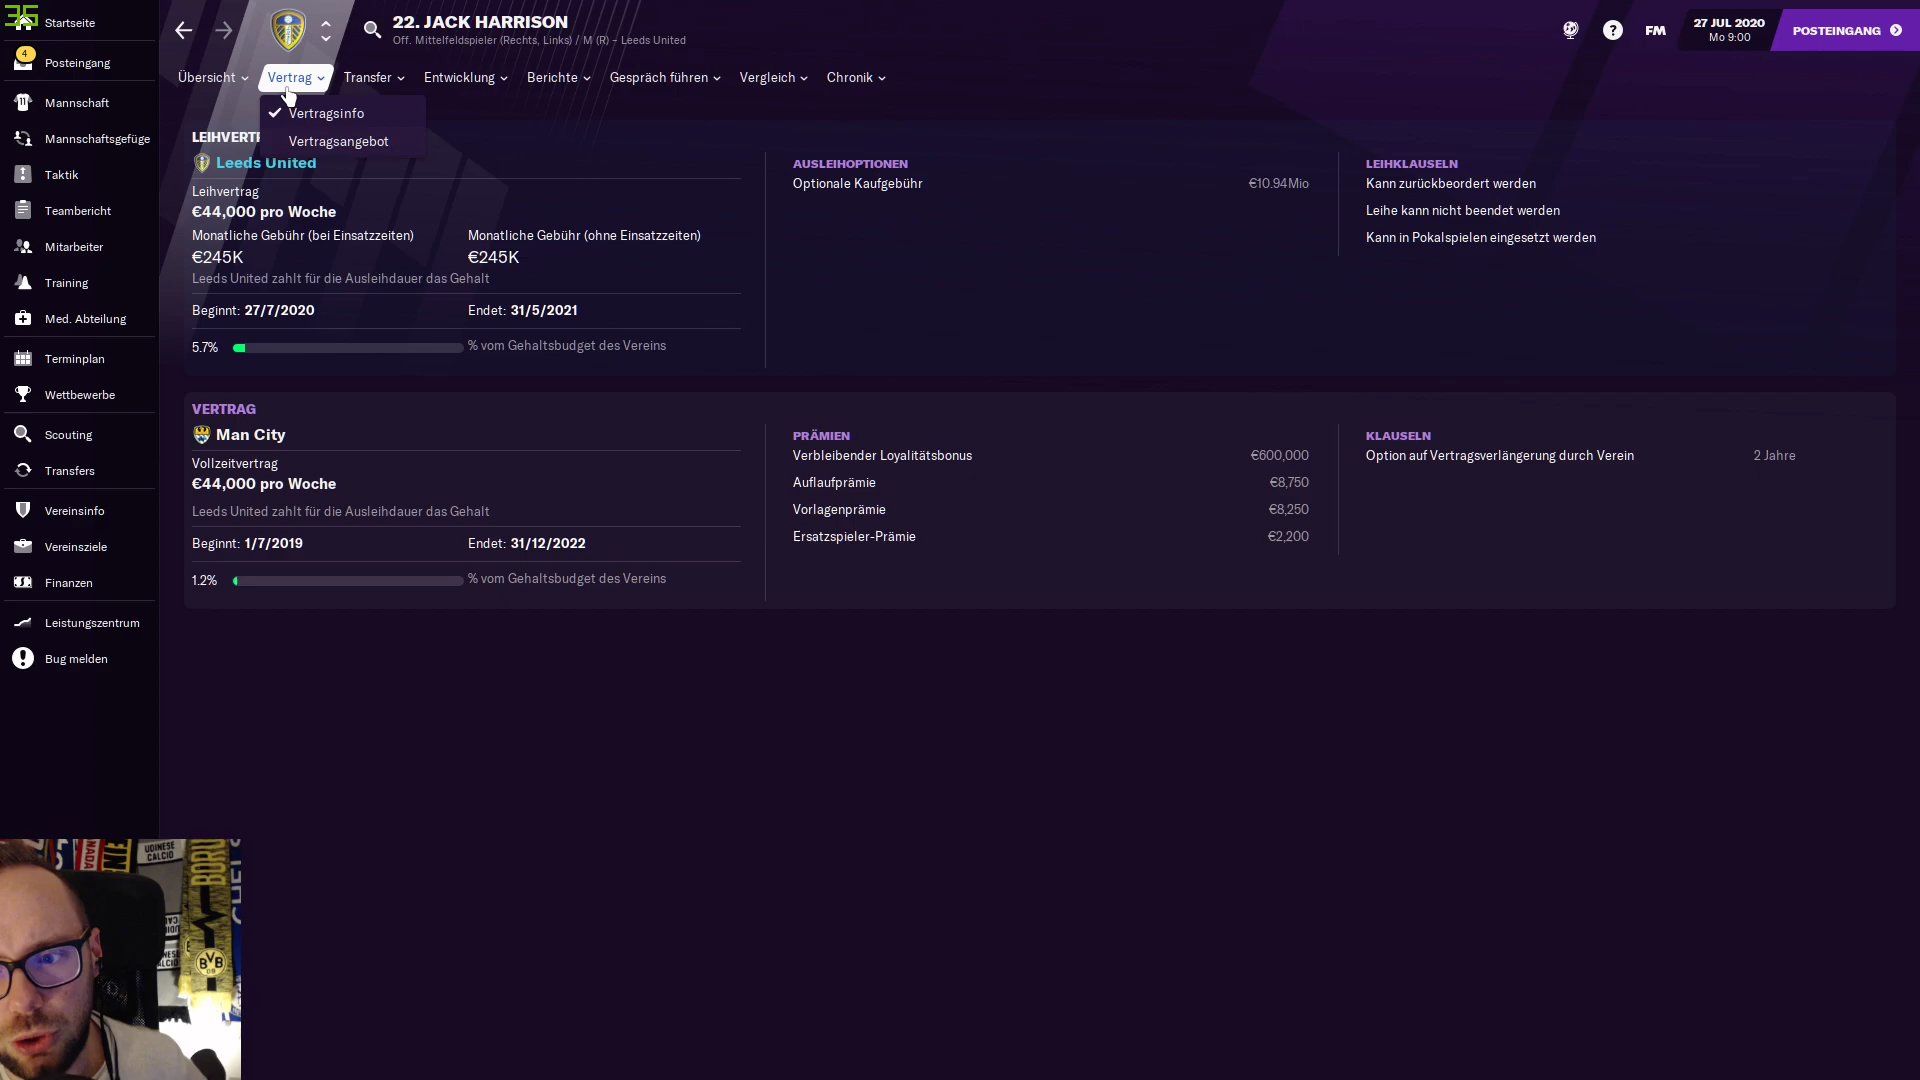 36
Startseite
4
Posteingang
Mannschaft
Mannschaftsgefüge
Taktik
Teambericht
Mitarbeiter
Training
Med. Abteilung
Terminplan
Wettbewerbe
Scouting
Transfers
Vereinsinfo
Vereinsziele
Finanzen
Leistungszentrum
Bug melden
22. JACK HARRISON
Off. Mittelfeldspieler (Rechts, Links) / M (R) – Leeds United
FM
27 JUL 2020
Mo 9:00
POSTEINGANG
Übersicht
Vertrag
Transfer
Entwicklung
Berichte
Gespräch führen
Vergleich
Chronik
Vertragsinfo
Vertragsangebot
Leeds United
Leihvertrag
€44,000 pro Woche
Monatliche Gebühr (bei Einsatzzeiten)
Monatliche Gebühr (ohne Einsatzzeiten)
€245K
€245K
Leeds United zahlt für die Ausleihdauer das Gehalt
Beginnt: 27/7/2020
Endet: 31/5/2021
5.7%
% vom Gehaltsbudget des Vereins
AUSLEIHOPTIONEN
Optionale Kaufgebühr
€10.94Mio
LEIHKLAUSELN
Kann zurückbeordert werden
Leihe kann nicht beendet werden
Kann in Pokalspielen eingesetzt werden
VERTRAG
Man City
Vollzeitvertrag
€44,000 pro Woche
Leeds United zahlt für die Ausleihdauer das Gehalt
Beginnt: 1/7/2019
Endet: 31/12/2022
1.2%
% vom Gehaltsbudget des Vereins
PRÄMIEN
Verbleibender Loyalitätsbonus
€600,000
Auflaufprämie
€8,750
Vorlagenprämie
€8,250
Ersatzspieler-Prämie
€2,200
KLAUSELN
Option auf Vertragsverlängerung durch Verein
2 Jahre
UDINESE
CALCIO
BVB
09